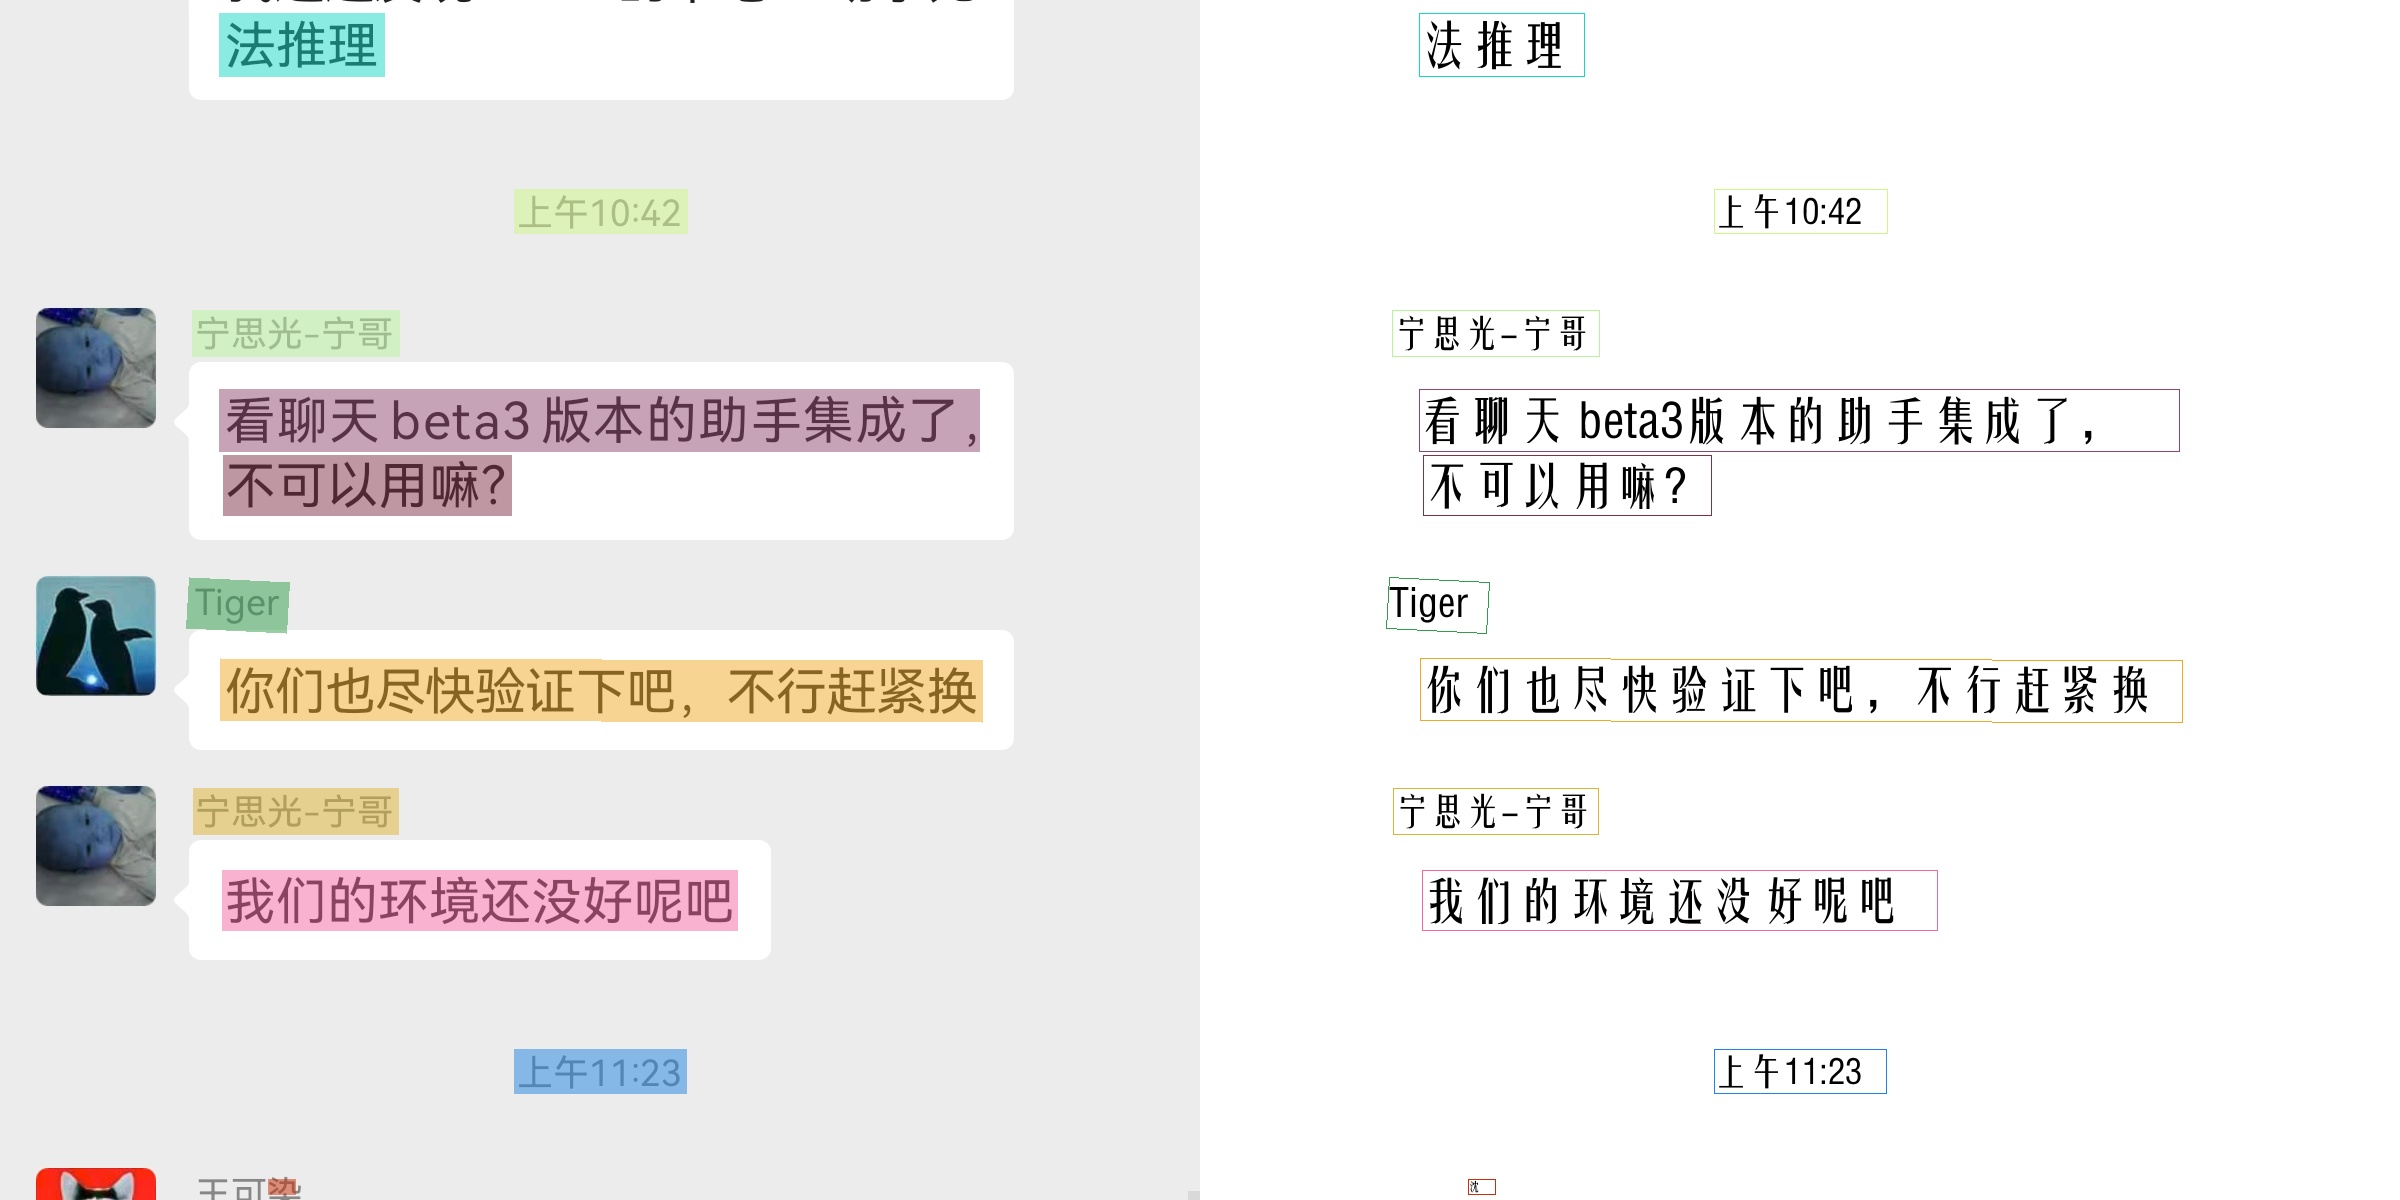 法推理
上午10:42
宁思光-宁哥
看聊天beta3版本的助手集成了,
不可以用嘛?
Tiger
你们也尽快验证下吧，不行赶紧换
宁思光-宁哥
我们的环境还没好呢吧
上午11:23
王可
法推理
上午10:42
宁思光-宁哥
看聊天beta3版本的助手集成了，
不可以用嘛?
Tiger
你们也尽快验证下吧，不行赶紧换
宁思光-宁哥
我们的环境还没好呢吧
上午11:23